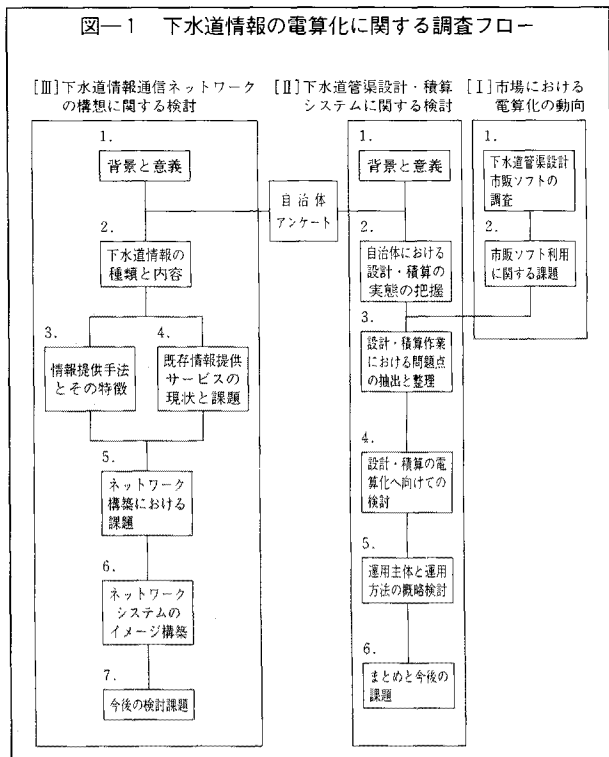 図―1 下水道情報の電算化に関する調査フロー
[Ⅲ]下水道情報通信ネットワーク
の構想に関する検討
1.
背景と意義
2.
下水道情報の
種類と内容
3.
情報提供手法
とその特徴
4.
既存情報提供
サービスの
現状と課題
5.
ネットワーク
構築における
課題
6.
ネットワーク
システムの
イメージ構築
7.
今後の検討課題
自治体
アンケート
[Ⅱ]下水道管渠設計・積算
システムに関する検討
1.
背景と意義
2.
自治体における
設計・積算の
実態の把握
3.
設計・積算作業
における問題点
の抽出と整理
4.
設計・積算の電
算化へ向けての
検討
5.
運用主体と運用
方法の概略検討
6.
まとめと今後の
課題
[Ⅰ]市場における
電算化の動向
1.
下水道管渠設計
市販ソフトの
調査
2.
市販ソフト利用
に関する課題